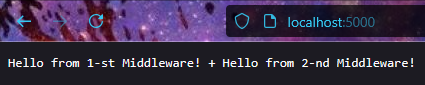 localhost:5000
Hello from 1-st Middleware! + Hello from 2-nd Middleware!